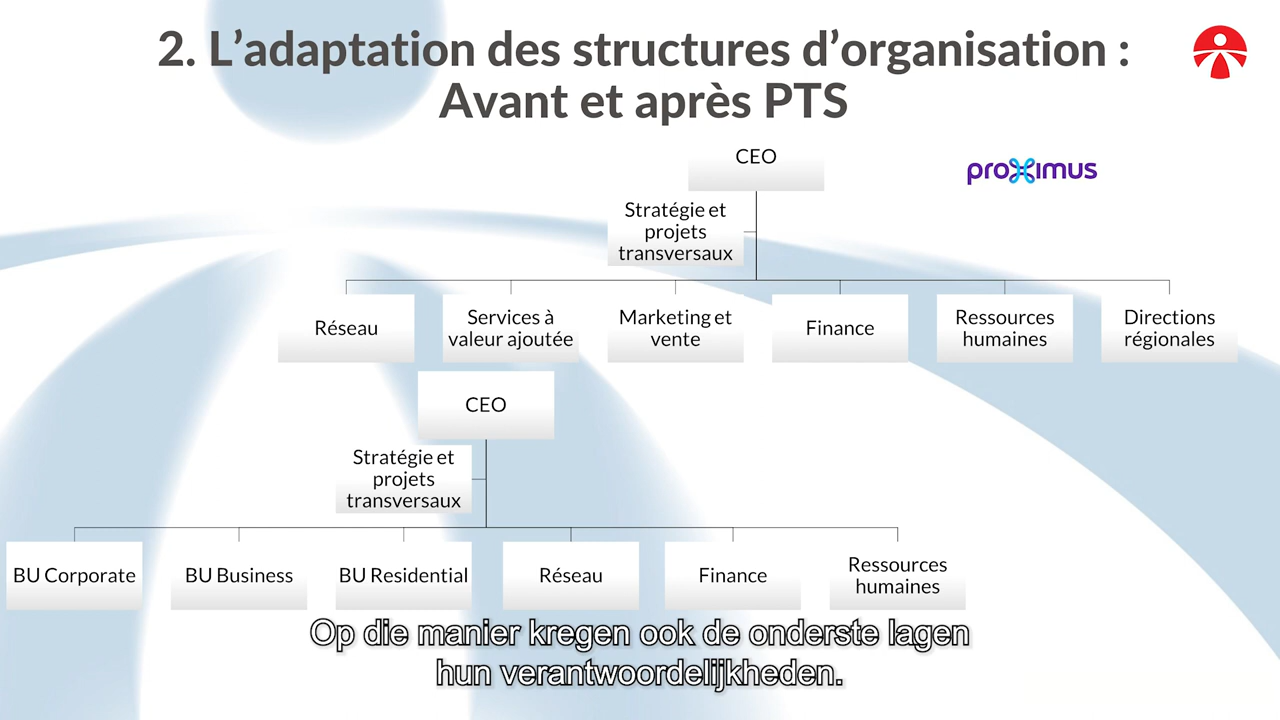 2. L’adaptation des structures d’organisation :
Avant et après PTS
proximus
CEO
Stratégie et
projets
transversaux
Réseau
Services à
valeur ajoutée
Marketing et
vente
Finance
Ressources
humaines
Directions
régionales
CEO
Stratégie et
projets
transversaux
BU Corporate
BU Business
BU Residential
Réseau
Finance
Ressources
humaines
Op die manier kregen ook de onderste lagen
hun verantwoordelijkheden.